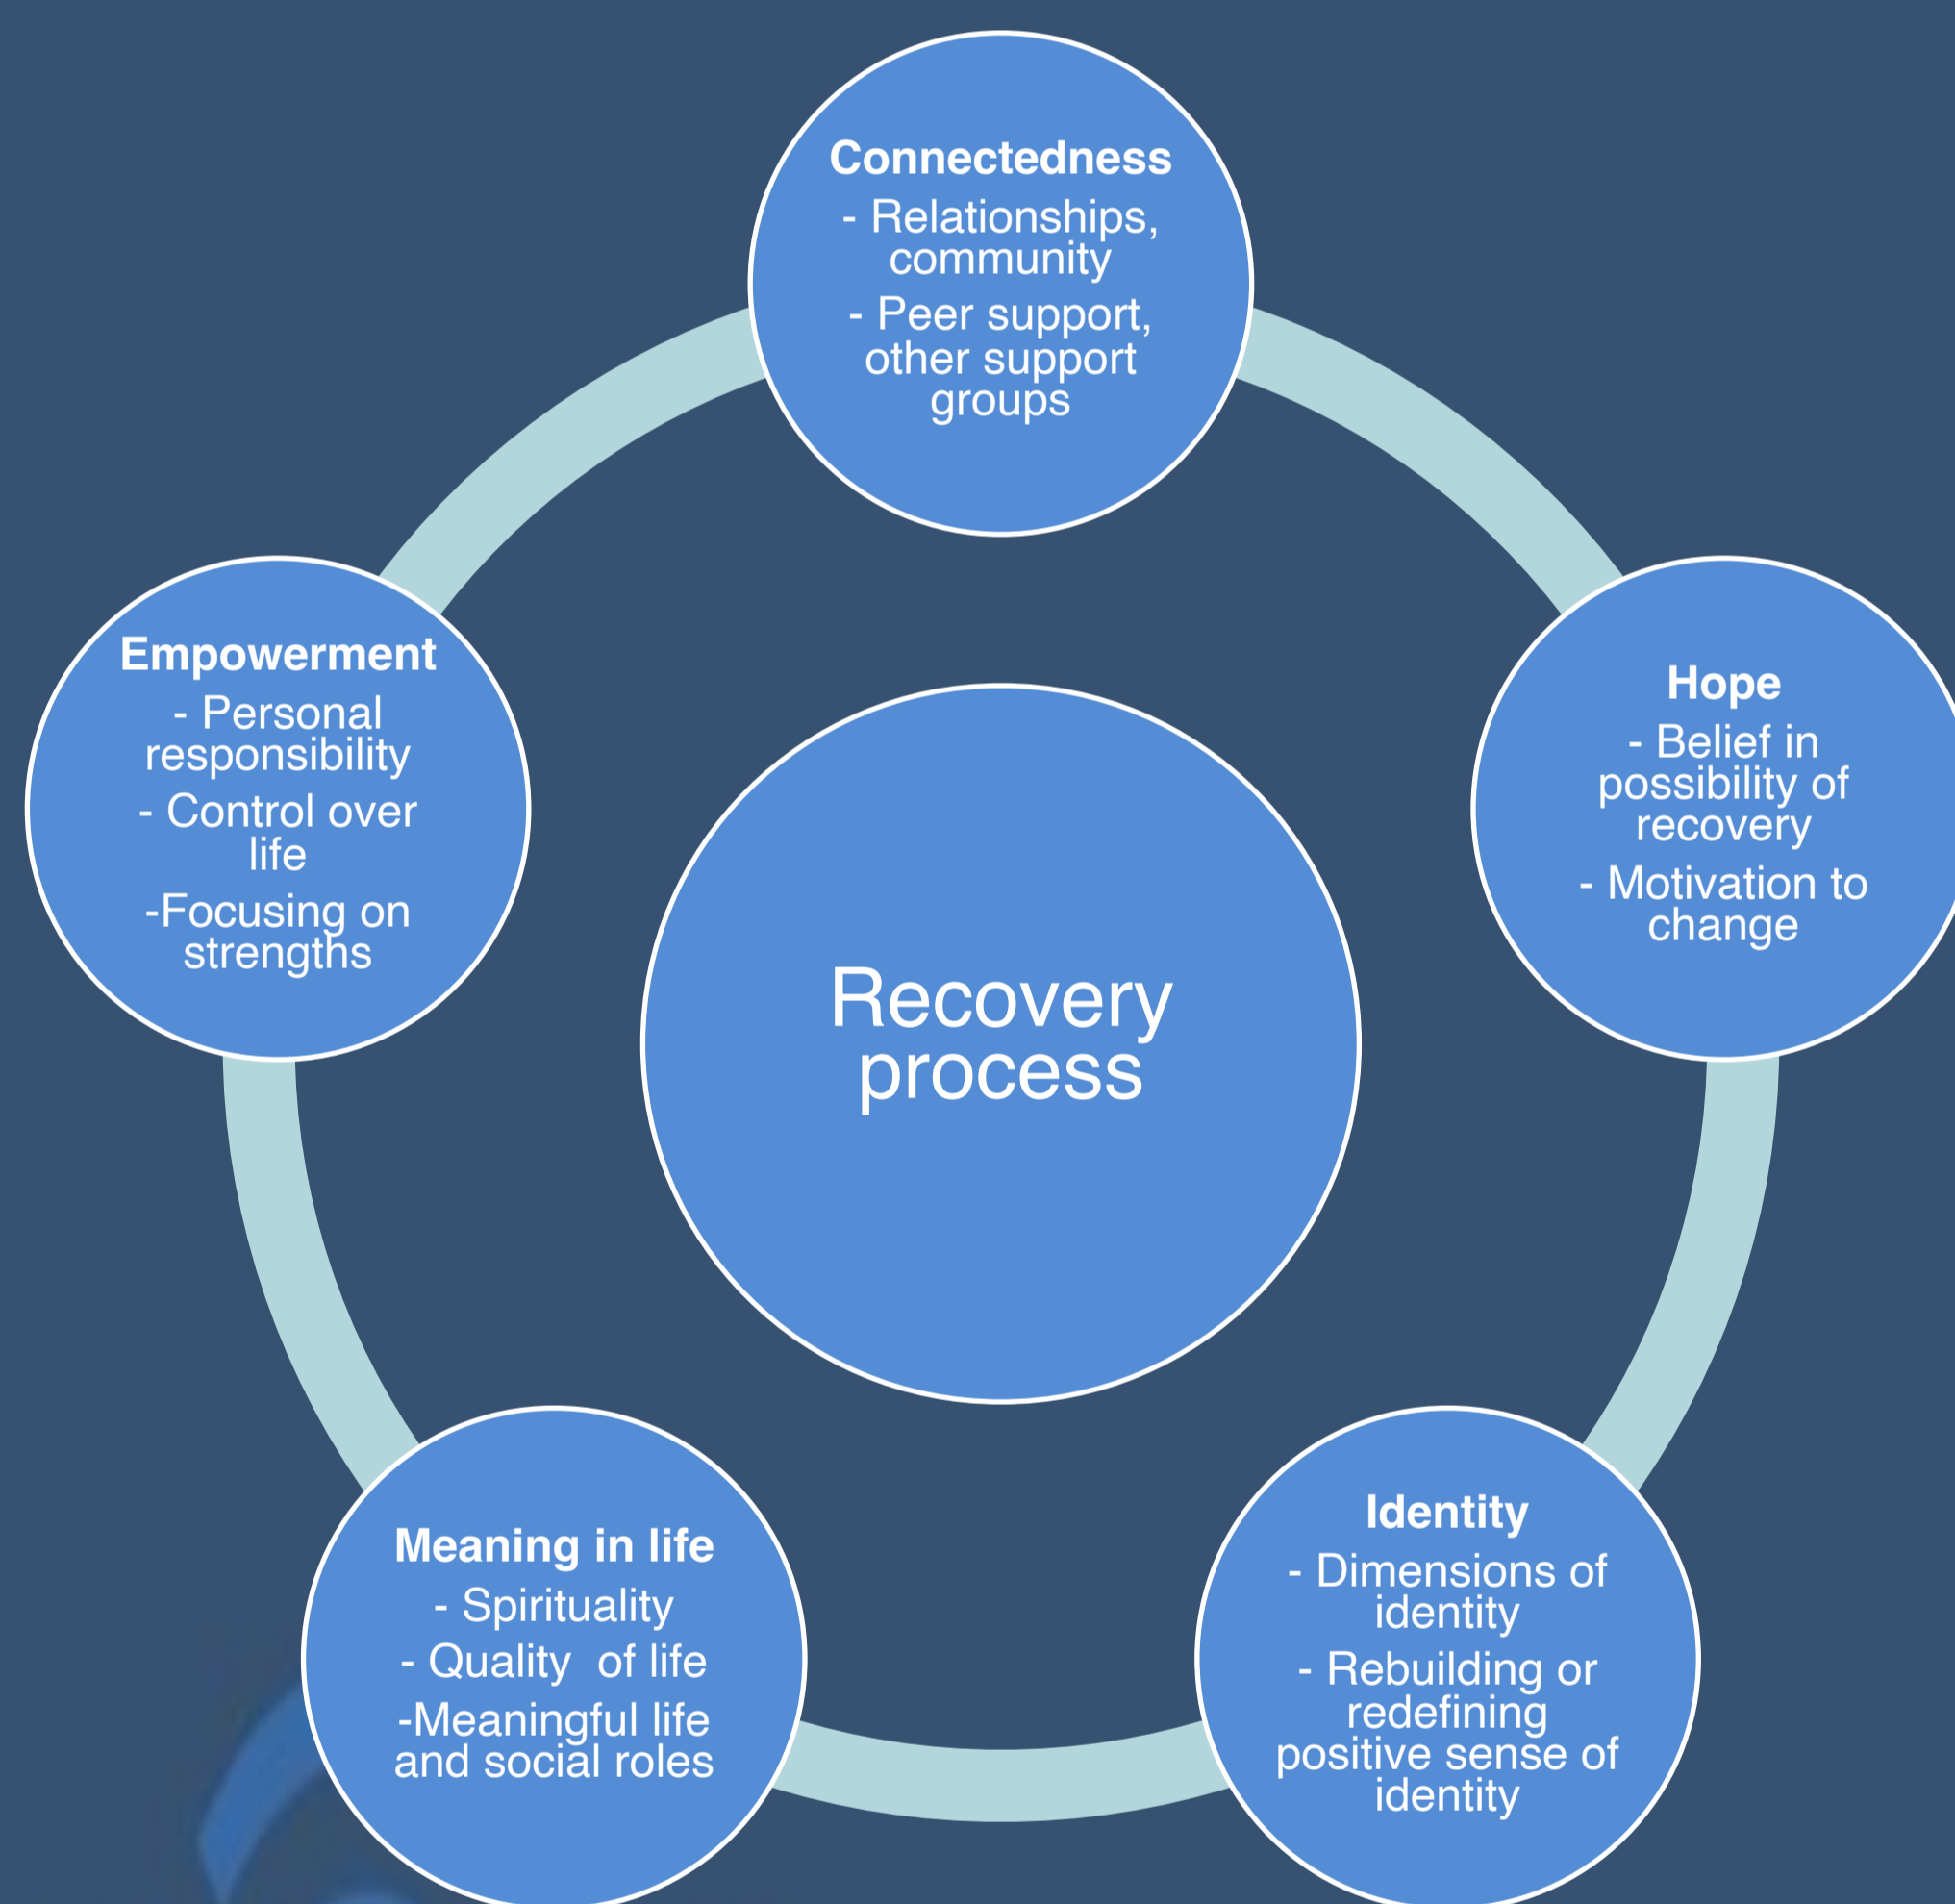 Connectedness
- Relationships,
community
- Peer support,
other support
groups
Empowerment
- Personal
responsibility
- Control over
life
-Focusing on
strengths
Hope
- Belief in
possibility of
recovery
- Motivation to
change
Recovery
process
Meaning in life
- Spirituality
- Quality  of life
-Meaningful life
and social roles
Identity
- Dimensions of
identity
- Rebuilding or
redefining
positive sense of
identity